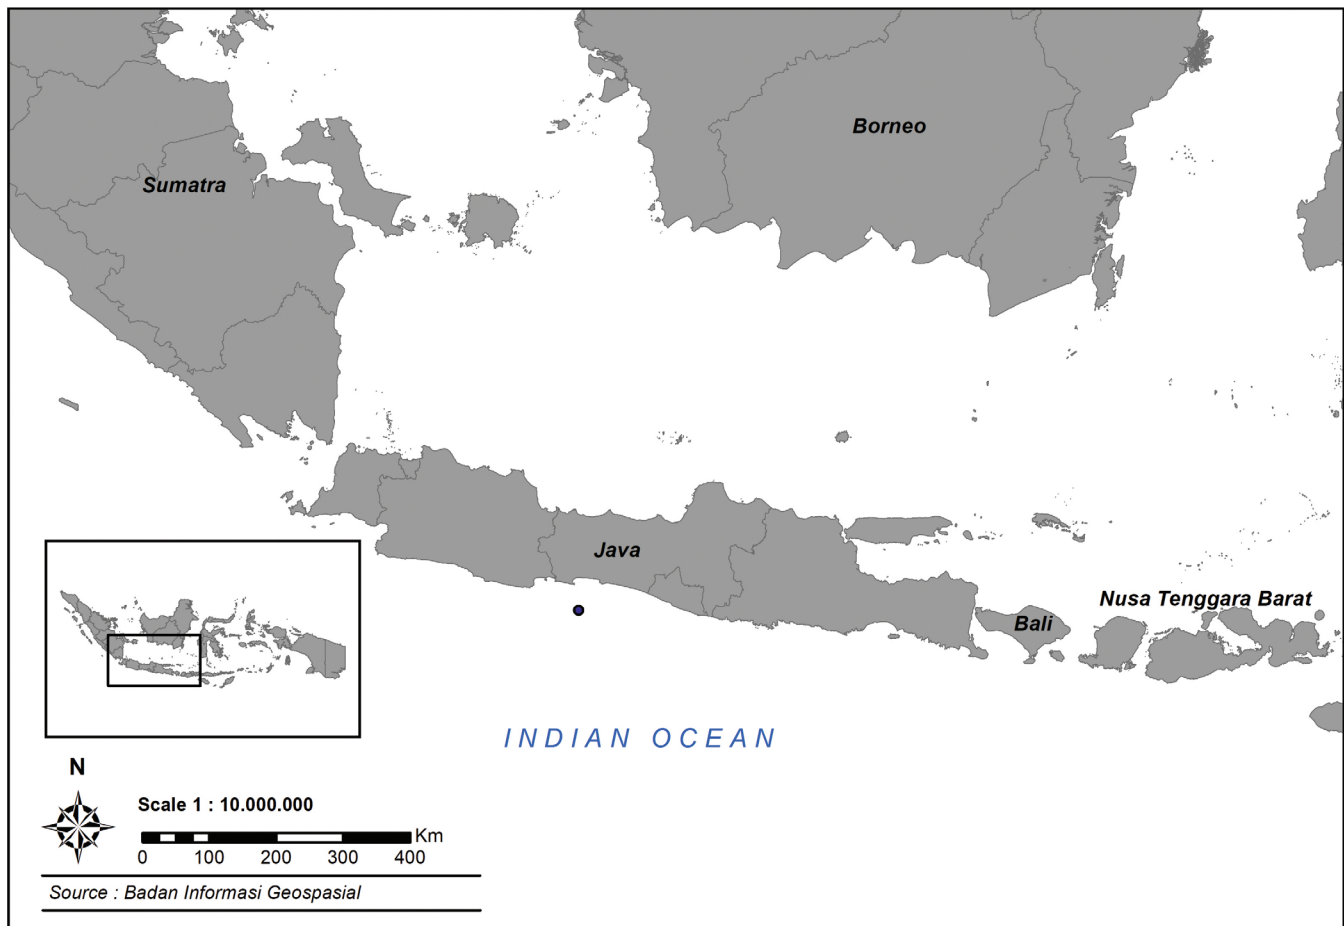 Borneo
Sumatra
Java
Nusa Tenggara Barat
Bali
INDIAN OCEAN
N
Scale 1 : 10.000.000
Km
0 100 200 300 400
Source : Badan Informasi Geospasial